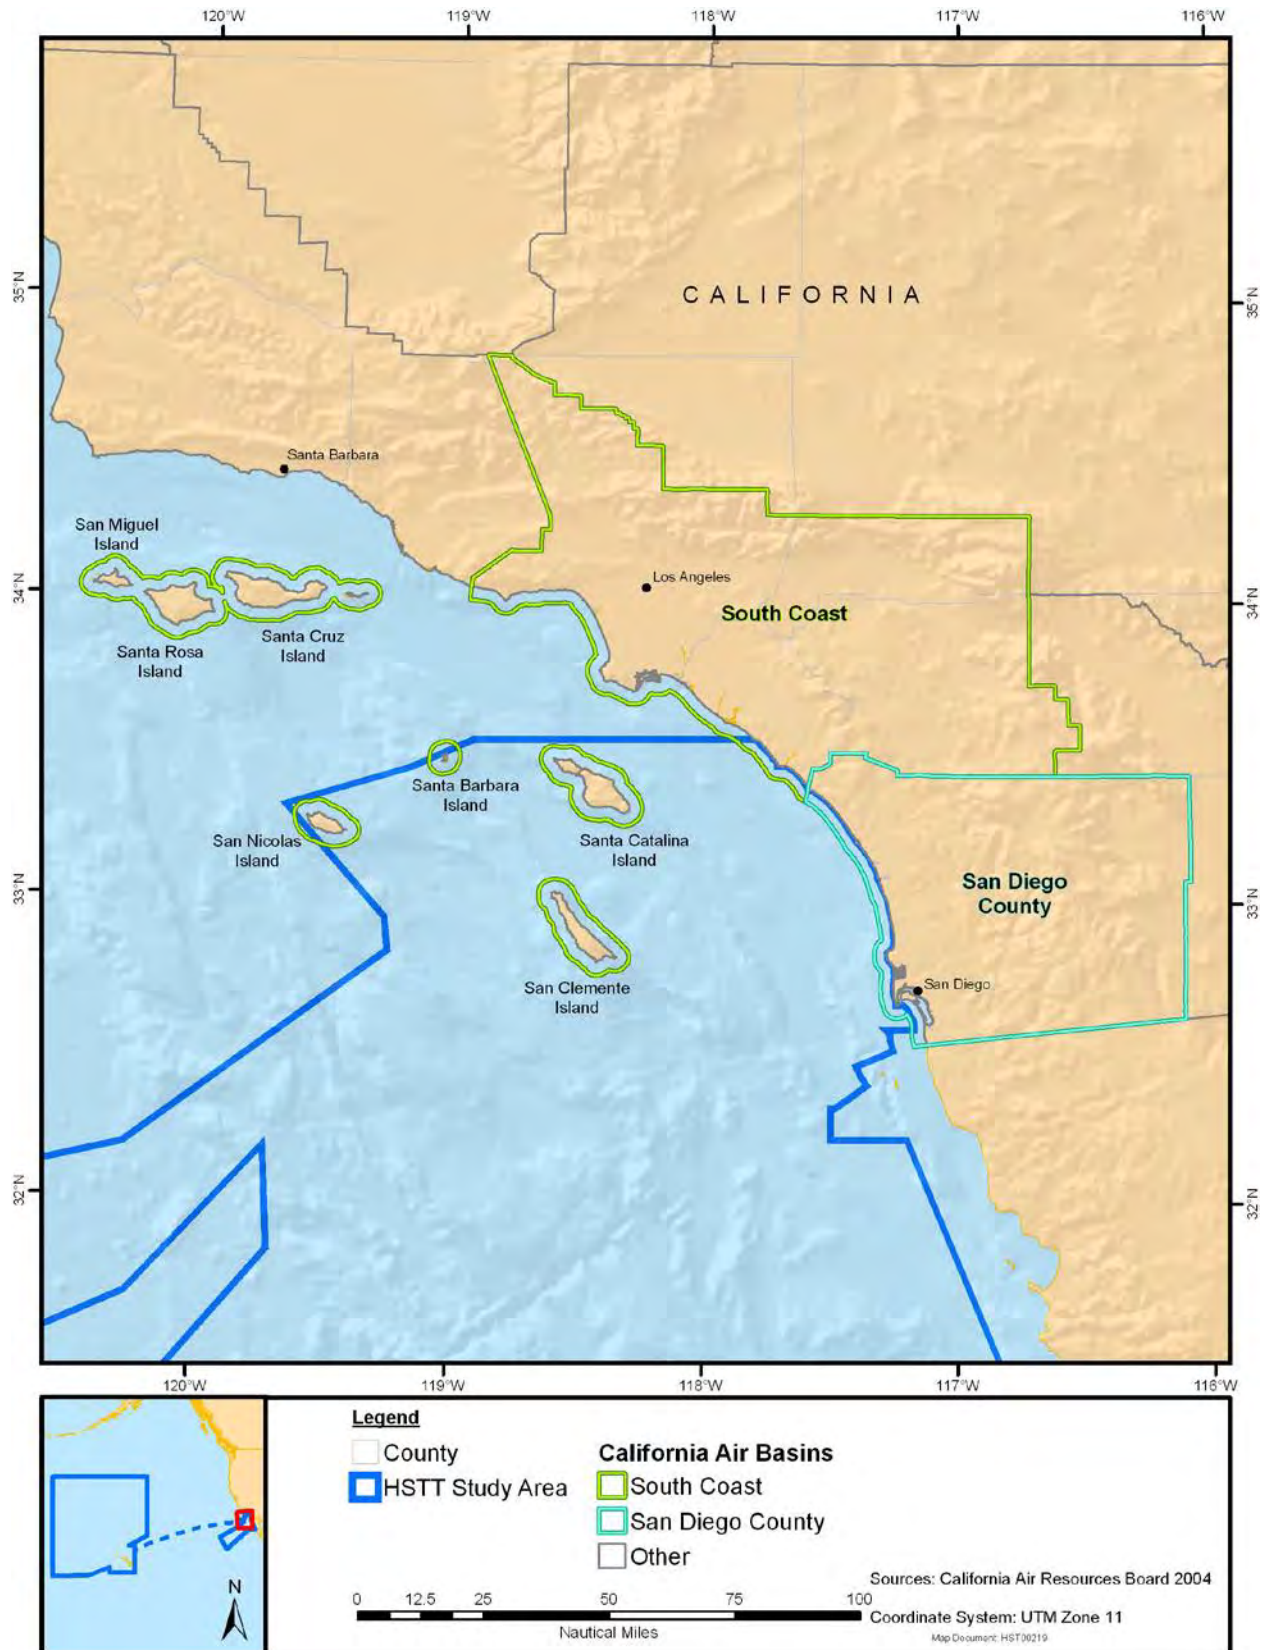 120°W 119°W 118°W 117°W 116°W
35°N
35°N
CALIFORNIA
Santa Barbara
San Miguel
Island
34°N
34°N
Los Angeles
South Coast
Santa Rosa
Island
Santa Cruz
Island
Santa Barbara
Island
San Nicolas
Island
Santa Catalina
Island
33°N
33°N
San Diego
County
San Clemente
Island
San Diego
32°N
32°N
120°W 119°W 118°W 117°W 116°W
N
Legend
County
HSTT Study Area
California Air Basins
South Coast
San Diego County
Other
0 12.5 25 50 75 100
Nautical Miles
Sources: California Air Resources Board 2004
Coordinate System: UTM Zone 11
Map Document: HST00219